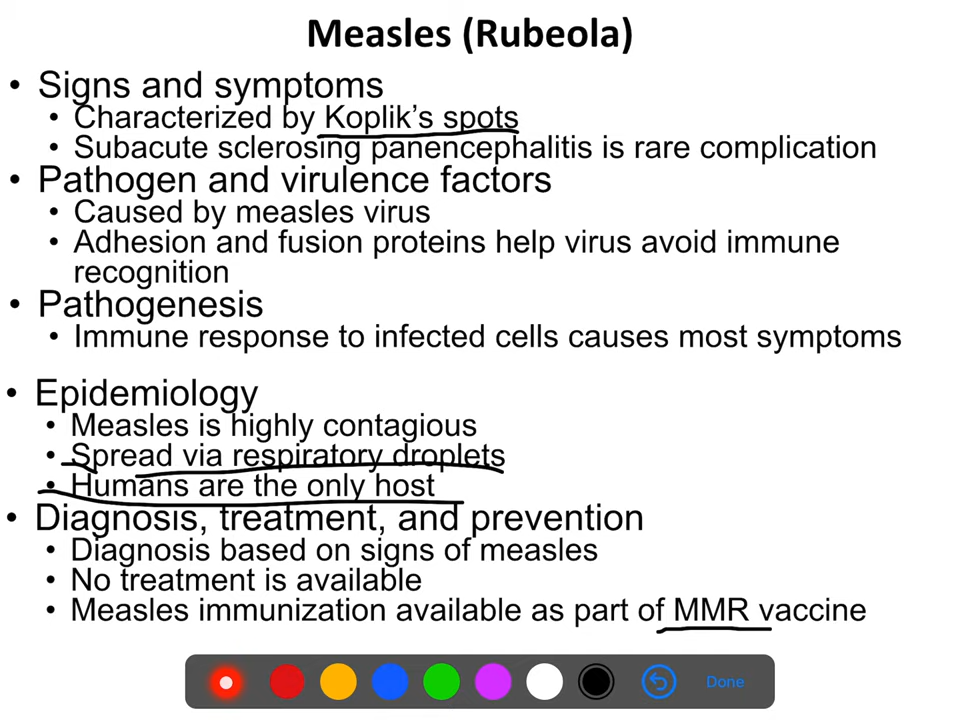 Measles (Rubeola)
• Signs and symptoms
• Characterized by Koplik's spots
• Subacute sclerosing panencephalitis is rare complication
• Pathogen and virulence factors
• Caused by measles virus
• Adhesion and fusion proteins help virus avoid immune
recognition
• Pathogenesis
• Immune response to infected cells causes most symptoms
• Epidemiology
• Measles is highly contagious
• Spread via respiratory droplets
• Humans are the only host
• Diagnosis, treatment, and prevention
• Diagnosis based on signs of measles
• No treatment is available
• Measles immunization available as part of MMR vaccine
Done